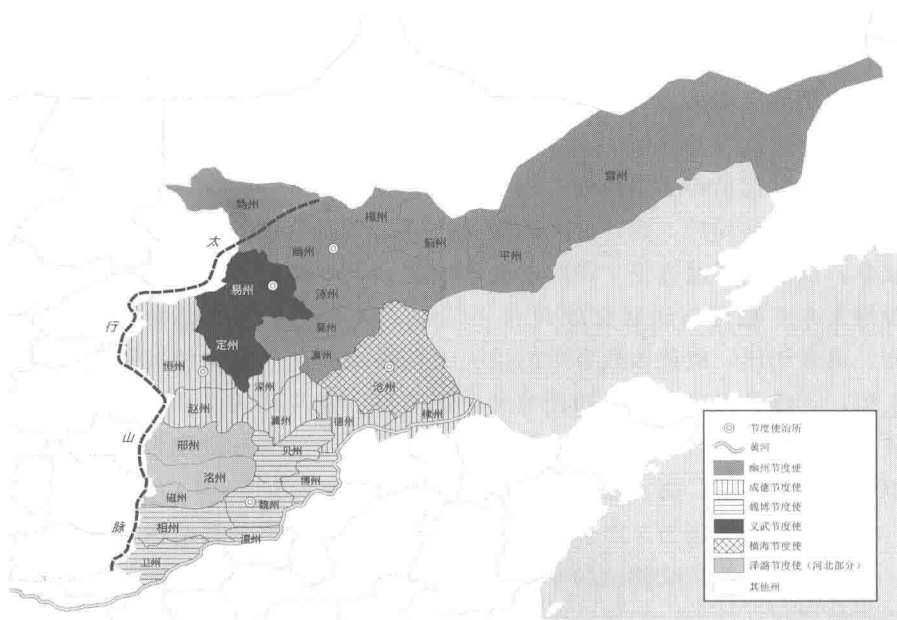 营州
妫州
檀州
太
幽州
蓟州
平州
易州
涿州
行
莫州
定州
瀛州
恒州
沧州
深州
赵州
冀州
德州
棣州
山
邢州
贝州
洺州
博州
磁州
魏州
脉
相州
澶州
卫州
节度使治所
黄河
幽州节度使
成德节度使
魏博节度使
义武节度使
横海节度使
泽潞节度使（河北部分）
其他州